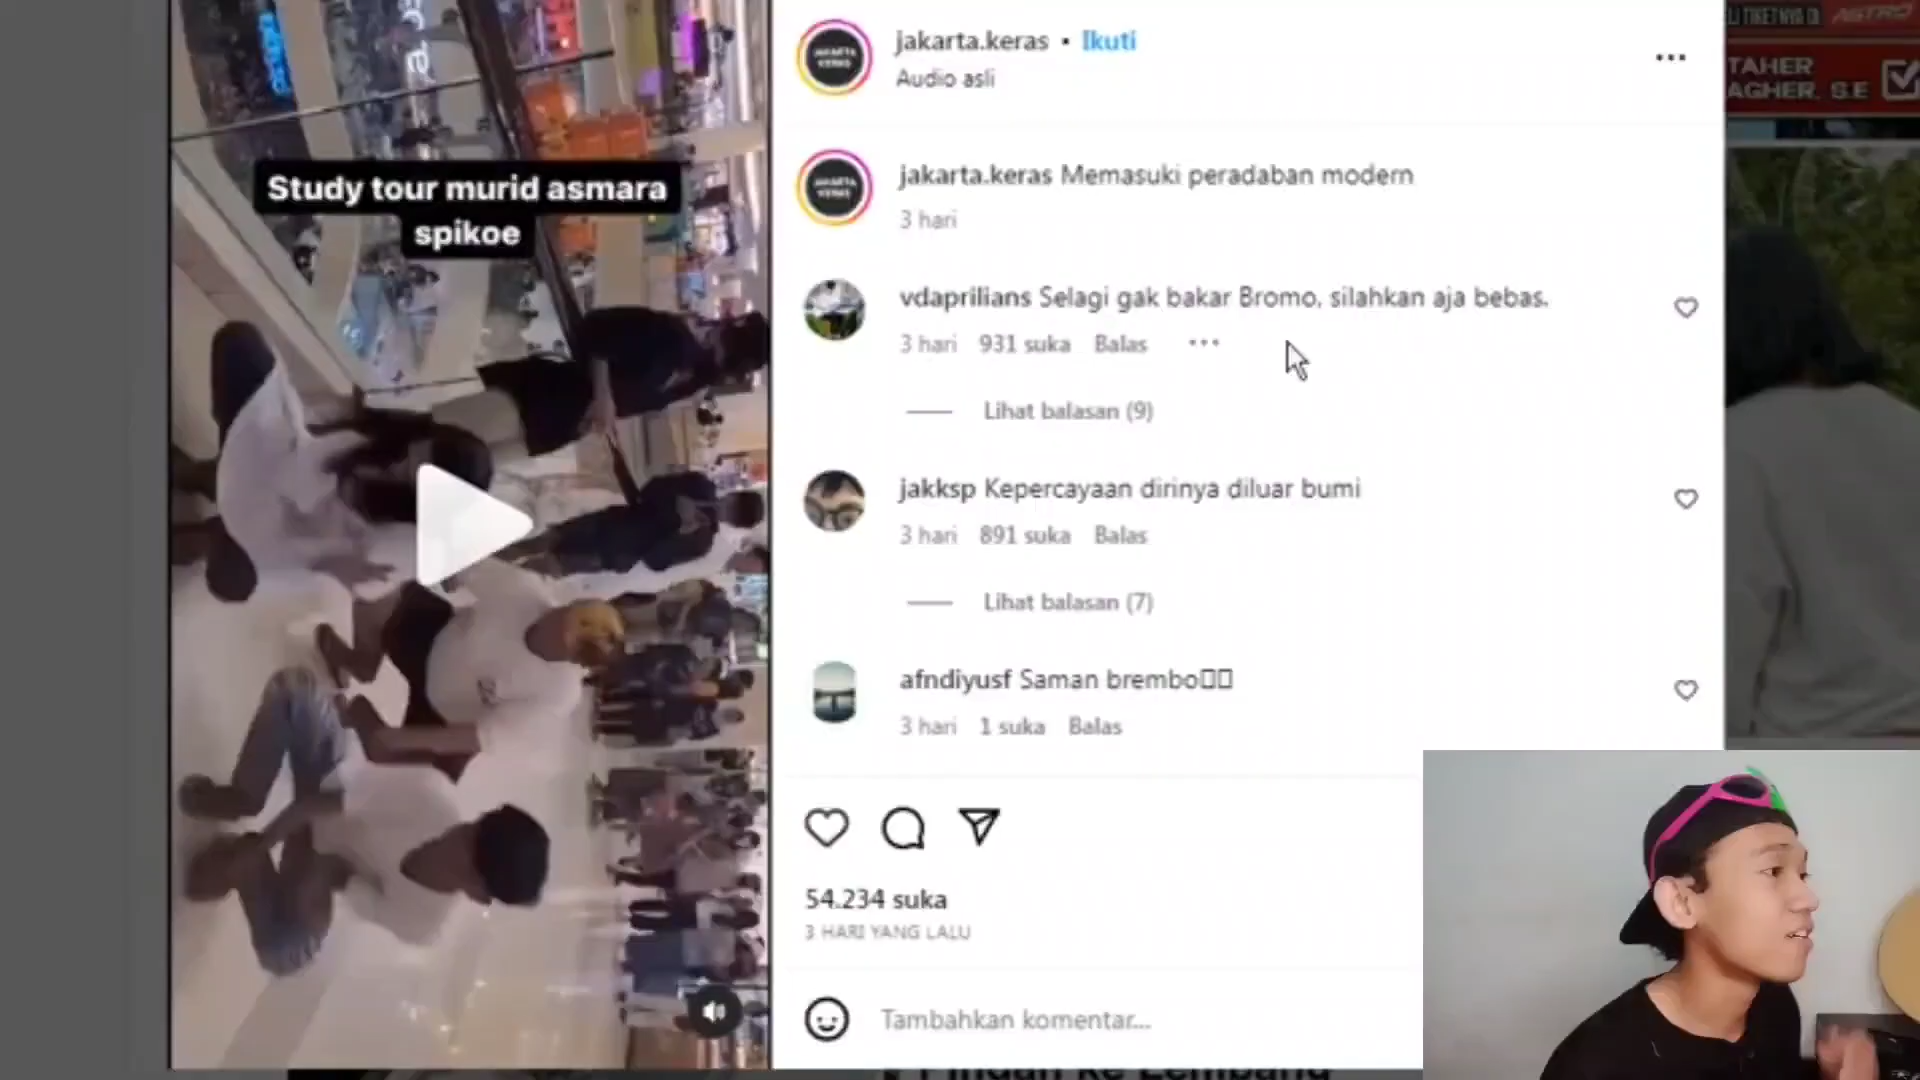 Study tour murid asmara
spikoe
jakarta.keras • Ikuti
Audio asli
jakarta.keras Memasuki peradaban modern
3 hari
vdaprilians Selagi gak bakar Bromo, silahkan aja bebas.
3 hari 931 suka Balas ...
Lihat balasan (9)
jakksp Kepercayaan dirinya diluar bumi
3 hari 891 suka Balas
Lihat balasan (7)
afndiyusf Saman brembo
3 hari 1 suka Balas
54.234 suka
3 HARI YANG LALU
Tambahkan komentar...
ASTRO
TAHER
AGHER. S.E